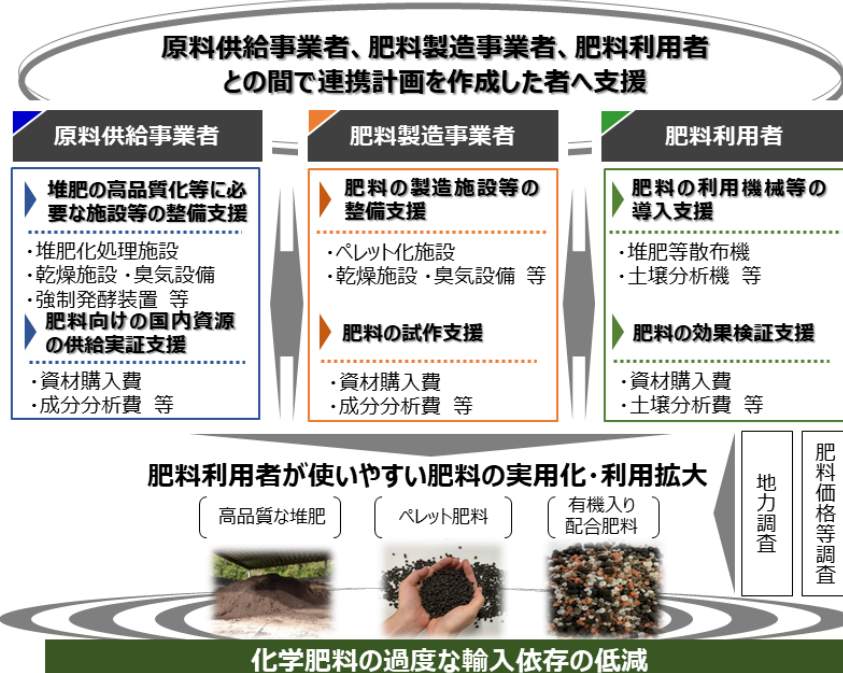 原料供給事業者、肥料製造事業者、肥料利用者
との間で連携計画を作成した者へ支援
原料供給事業者
堆肥の高品質化等に必
要な施設等の整備支援
・堆肥化処理施設
・乾燥施設・臭気設備
・強制発酵装置 等
肥料向けの国内資源
の供給実証支援
・資材購入費
・成分分析費 等
肥料製造事業者
肥料の製造施設等の
整備支援
・ペレット化施設
・乾燥施設・臭気設備 等
肥料の試作支援
・資材購入費
・成分分析費 等
肥料利用者
肥料の利用機械等の
導入支援
・堆肥等散布機
・土壌分析機 等
肥料の効果検証支援
・資材購入費
・土壌分析費 等
肥料利用者が使いやすい肥料の実用化・利用拡大
高品質な堆肥
ペレット肥料
有機入り
配合肥料
地力調査
肥料価格等調査
化学肥料の過度な輸入依存の低減